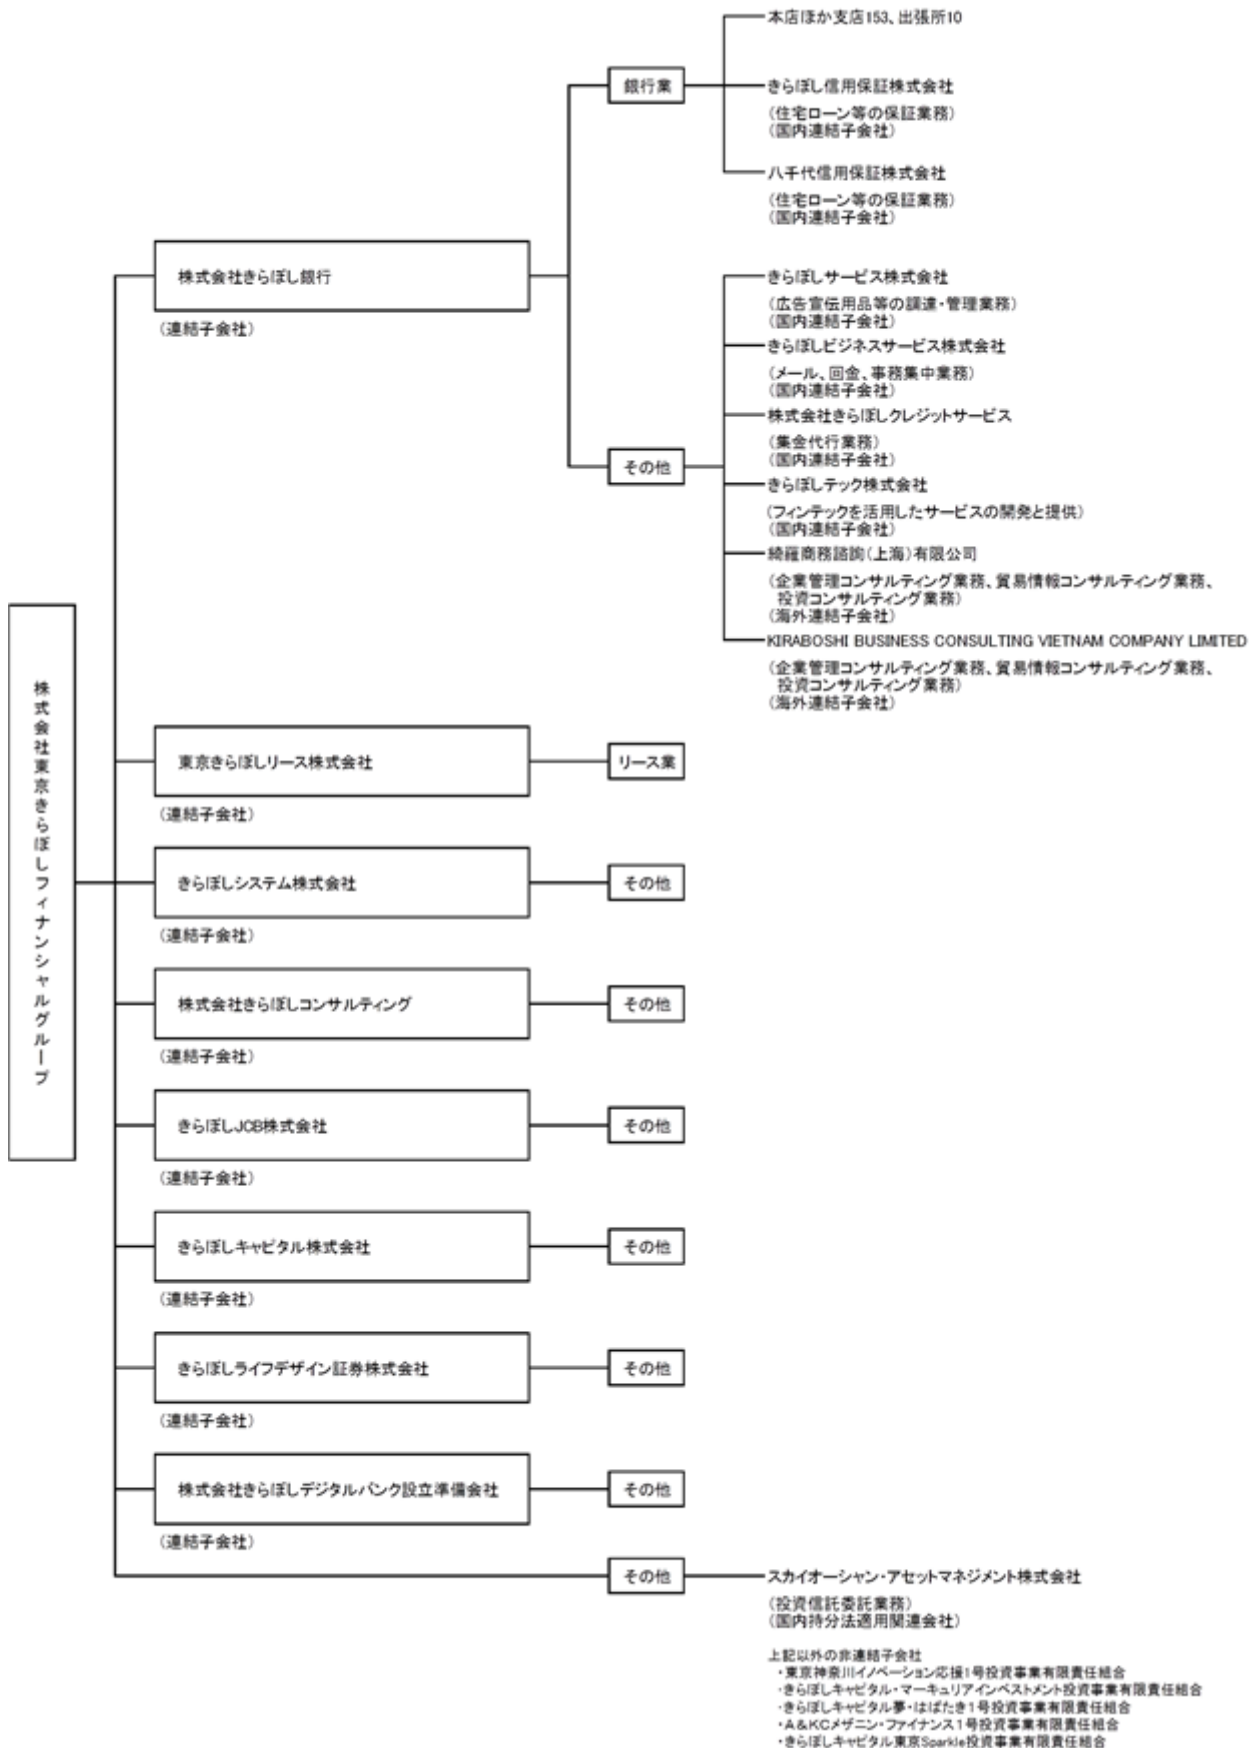 本店ほか支店153、出張所10
銀行業
きらぼし信用保証株式会社
(住宅ローン等の保証業務)
(国内連結子会社)
八千代信用保証株式会社
(住宅ローン等の保証業務)
(国内連結子会社)
株式会社きらぼし銀行
(連結子会社)
きらぼしサービス株式会社
(広告宣伝用品等の調達・管理業務)
(国内連結子会社)
きらぼしビジネスサービス株式会社
(メール、回金、事務集中業務)
(国内連結子会社)
株式会社きらぼしクレジットサービス
(集金代行業務)
(国内連結子会社)
その他
きらぼしテック株式会社
(フィンテックを活用したサービスの開発と提供)
(国内連結子会社)
綺羅商務諮詢(上海)有限公司
(企業管理コンサルティング業務、貿易情報コンサルティング業務、
投資コンサルティング業務)
(海外連結子会社)
KIRABOSHI BUSINESS CONSULTING VIETNAM COMPANY LIMITED
(企業管理コンサルティング業務、貿易情報コンサルティング業務、
投資コンサルティング業務)
(海外連結子会社)
株式会社東京きらぼしフィナンシャルグループ
東京きらぼしリース株式会社
リース業
(連結子会社)
きらぼしシステム株式会社
その他
(連結子会社)
株式会社きらぼしコンサルティング
その他
(連結子会社)
きらぼしJCB株式会社
その他
(連結子会社)
きらぼしキャピタル株式会社
その他
(連結子会社)
きらぼしライフデザイン証券株式会社
その他
(連結子会社)
株式会社きらぼしデジタルバンク設立準備会社
その他
(連結子会社)
その他
スカイオーシャン・アセットマネジメント株式会社
(投資信託委託業務)
(国内持分法適用関連会社)
上記以外の非連結子会社
・東京神奈川イノベーション応援1号投資事業有限責任組合
・きらぼしキャピタル・マーキュリアインベストメント投資事業有限責任組合
・きらぼしキャピタル夢・はばたき1号投資事業有限責任組合
・A&KCメザニン・ファイナンス1号投資事業有限責任組合
・きらぼしキャピタル東京Sparkle投資事業有限責任組合